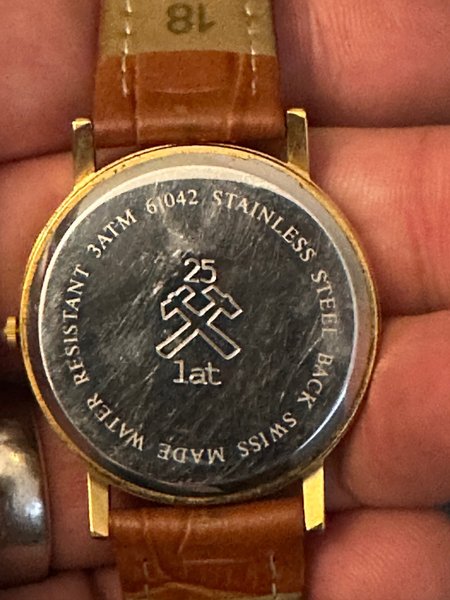 18
WATER RESISTANT 3ATM 61042 STAINLESS STEEL BACK SWISS MADE
25
lat